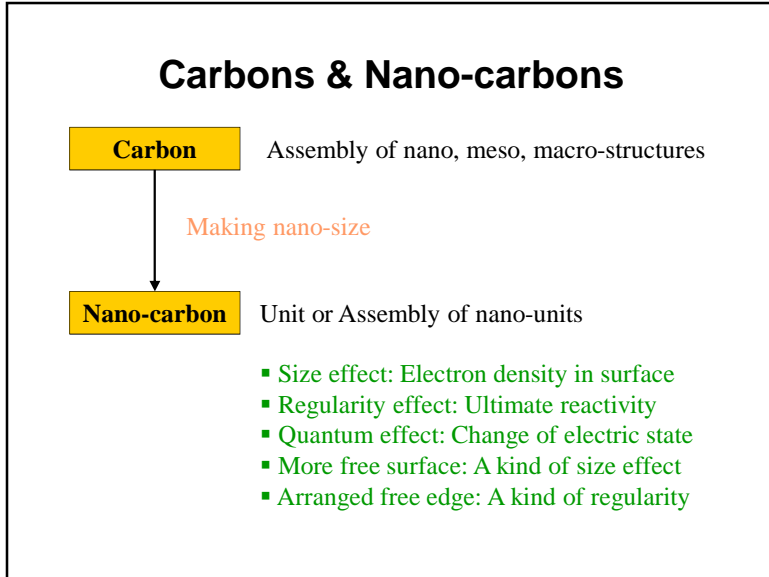 Carbons & Nano-carbons
Carbon Assembly of nano, meso, macro-structures
Making nano-size
Nano-carbon Unit or Assembly of nano-units
▪ Size effect: Electron density in surface
▪ Regularity effect: Ultimate reactivity
▪ Quantum effect: Change of electric state
▪ More free surface: A kind of size effect
▪ Arranged free edge: A kind of regularity